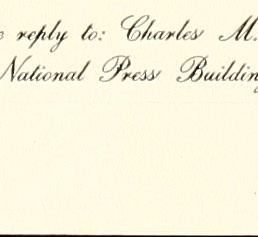 e reply to: Charles M.
National Press Building